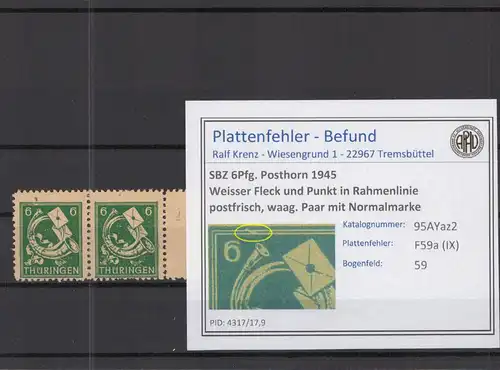 Plattenfehler - Befund
Ralf Krenz - Wiesengrund 1 - 22967 Tremsbüttel
SBZ 6Pfg. Posthorn 1945
Weisser Fleck und Punkt in Rahmenlinie
postfrisch, waag. Paar mit Normalmarke
Katalognummer: 95AYaz2
Plattenfehler: F59a (IX)
Bogenfeld: 59
6
PID: 4317/17,9
6 6 6 6
THÜRINGEN THÜRINGEN